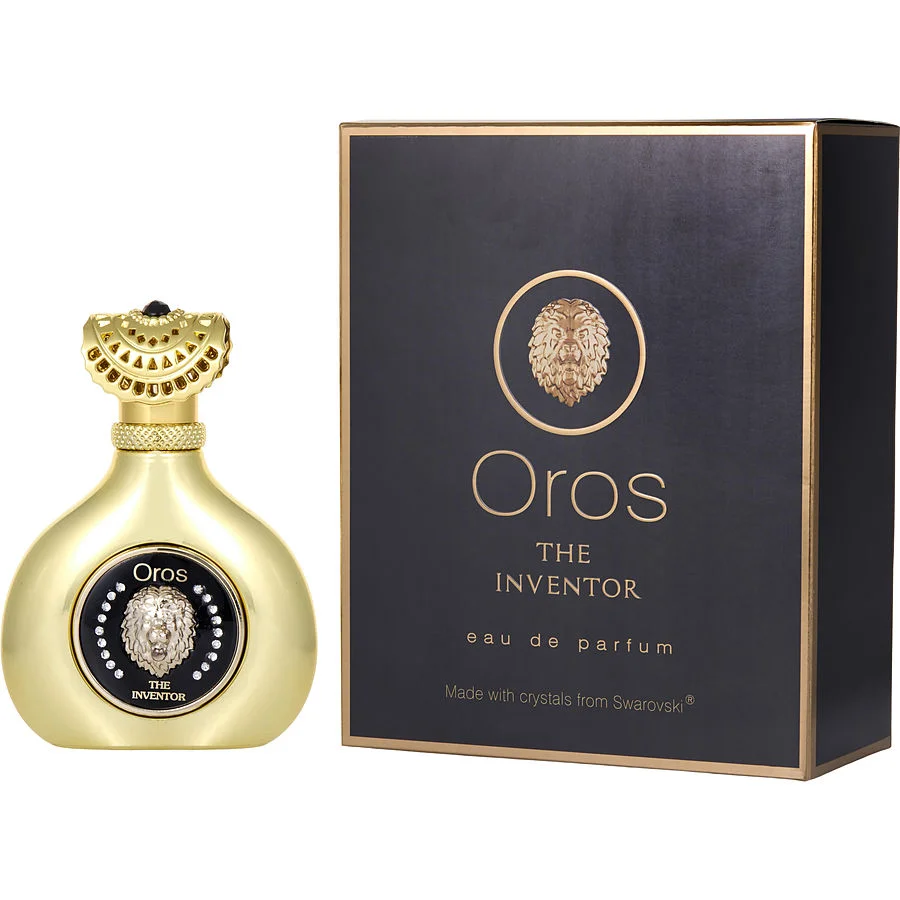 Oros
THE
INVENTOR
Oros
THE
INVENTOR
eau de parfum
Made with crystals from Swarovski®